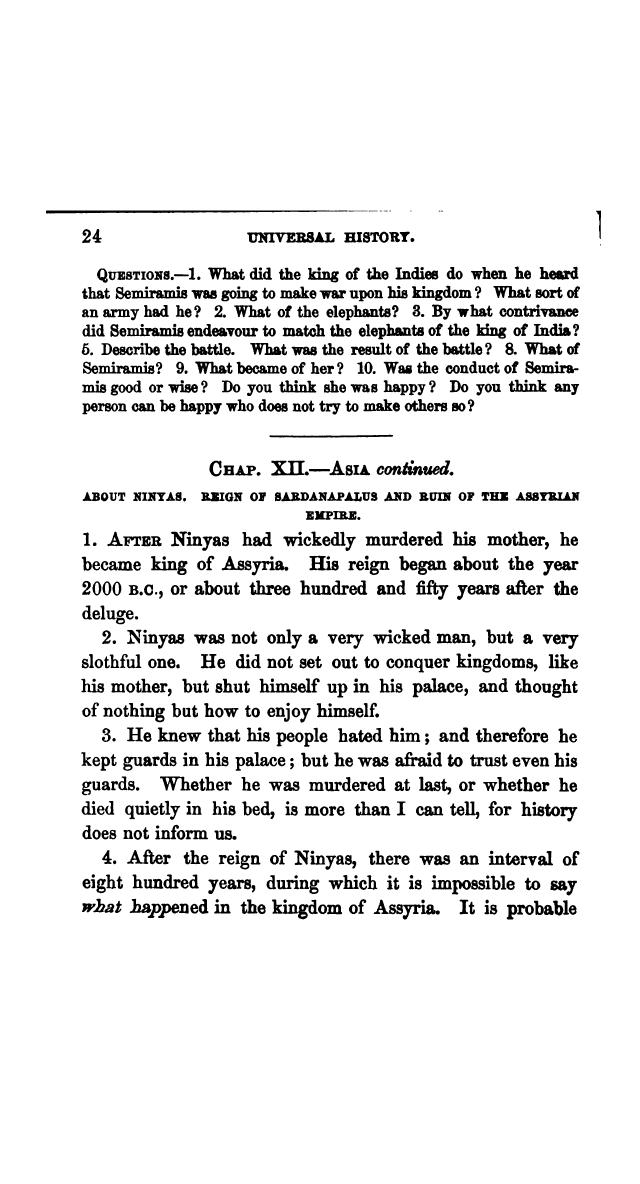 24 UNIVERSAL HISTORY.
QUESTIONS.—1. What did the king of the Indies do when he heard
that Semiramis was going to make war upon his kingdom? What sort of
an army had he? 2. What of the elephants? 3. By what contrivance
did Semiramis endeavour to match the elephants of the king of India?
5. Describe the battle. What was the result of the battle? 8. What of
Semiramis? 9. What became of her? 10. Was the conduct of Semira-
mis good or wise? Do you think she was happy? Do you think any
person can be happy who does not try to make others so?
CHAP. XII.—ASIA continued.
ABOUT NINYAS. REIGN OF SARDANAPALUS AND RUIN OF THE ASSYRIAN
EMPIRE.
1. AFTER Ninyas had wickedly murdered his mother, he
became king of Assyria. His reign began about the year
2000 B.C., or about three hundred and fifty years after the
deluge.
2. Ninyas was not only a very wicked man, but a very
slothful one. He did not set out to conquer kingdoms, like
his mother, but shut himself up in his palace, and thought
of nothing but how to enjoy himself.
3. He knew that his people hated him; and therefore he
kept guards in his palace; but he was afraid to trust even his
guards. Whether he was murdered at last, or whether he
died quietly in his bed, is more than I can tell, for history
does not inform us.
4. After the reign of Ninyas, there was an interval of
eight hundred years, during which it is impossible to say
what happened in the kingdom of Assyria. It is probable